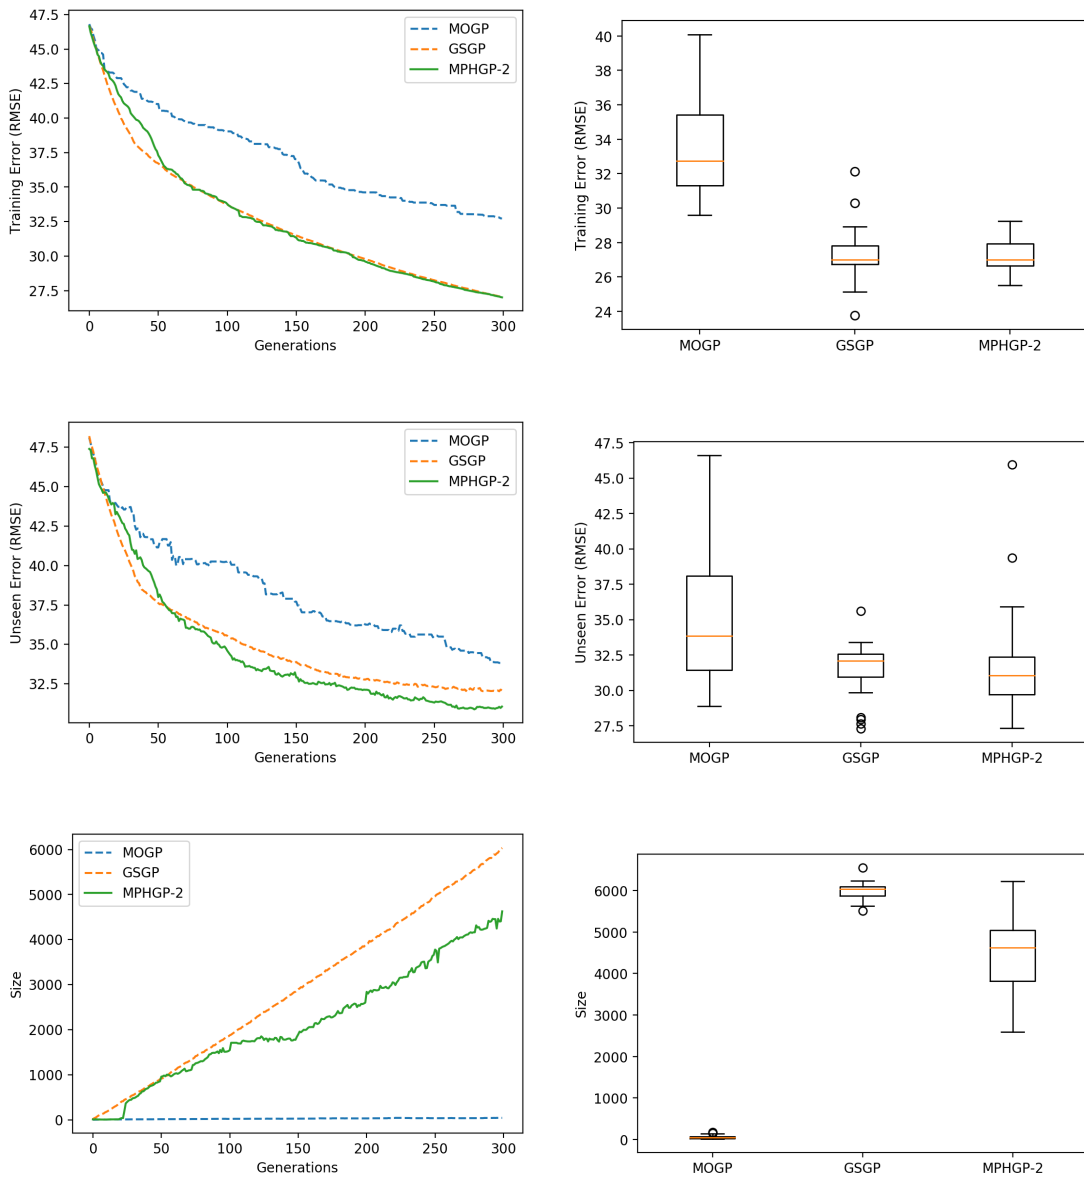 47.5
45.0
42.5
40.0
37.5
35.0
32.5
30.0
27.5
Training Error (RMSE)
MOGP
GSGP
MPHGP-2
0 50 100 150 200 250 300
Generations
40
38
36
34
32
30
28
26
24
Training Error (RMSE)
MOGP GSGP MPHGP-2
47.5
45.0
42.5
40.0
37.5
35.0
32.5
Unseen Error (RMSE)
MOGP
GSGP
MPHGP-2
0 50 100 150 200 250 300
Generations
47.5
45.0
42.5
40.0
37.5
35.0
32.5
30.0
27.5
Unseen Error (RMSE)
MOGP GSGP MPHGP-2
6000
5000
4000
3000
2000
1000
0
Size
MOGP
GSGP
MPHGP-2
0 50 100 150 200 250 300
Generations
6000
5000
4000
3000
2000
1000
0
Size
MOGP GSGP MPHGP-2